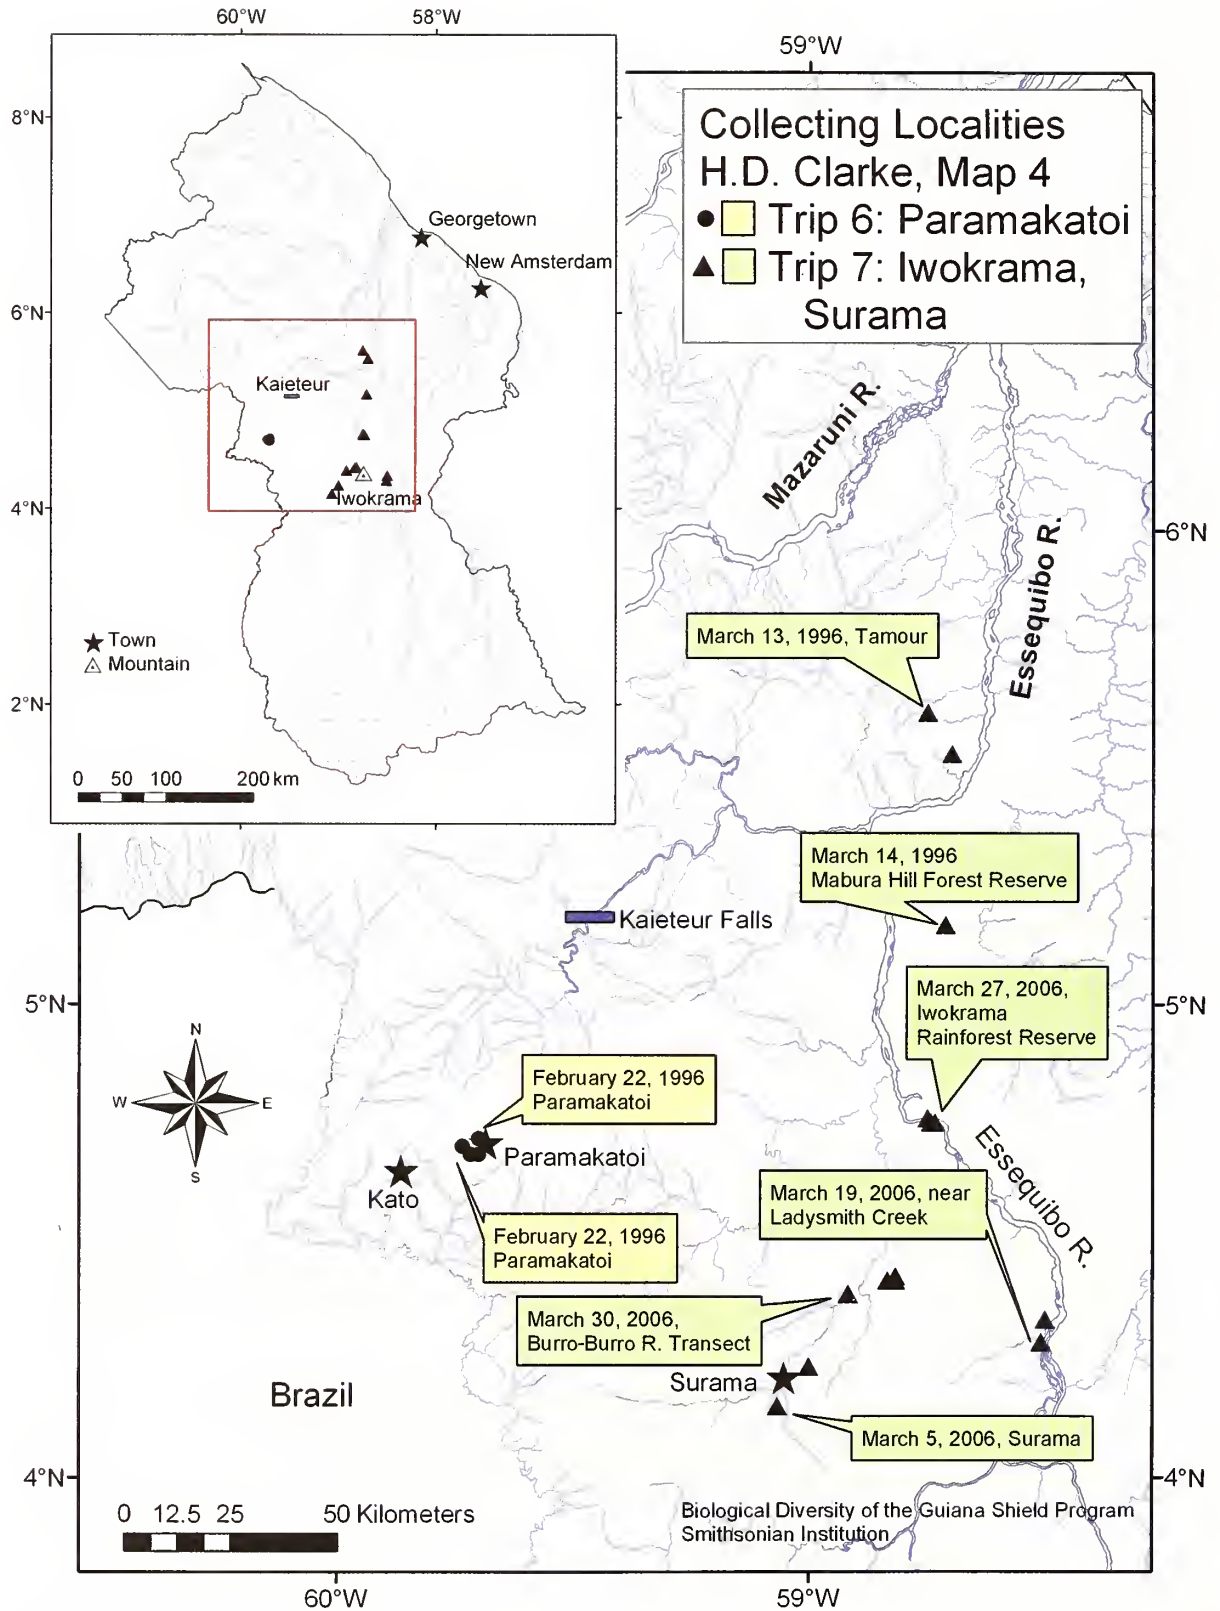 60°W
58°W
59°W
8°N
6°N
4°N
2°N
Georgetown
New Amsterdam
Kaieteur
Iwokrama
Town
Mountain
0 50 100 200 km
Collecting Localities
H.D. Clarke, Map 4
Trip 6: Paramakatoi
Trip 7: Iwokrama,
Surama
Mazaruni R.
Essequibo R.
6°N
March 13, 1996, Tamour
March 14, 1996
Mabura Hill Forest Reserve
Kaieteur Falls
March 27, 2006,
Iwokrama
Rainforest Reserve
5°N
5°N
N
W
E
S
February 22, 1996
Paramakatoi
Paramakatoi
Kato
February 22, 1996
Paramakatoi
Essequibo R.
March 19, 2006, near
Ladysmith Creek
March 30, 2006,
Burro-Burro R. Transect
Surama
March 5, 2006, Surama
Brazil
4°N
4°N
0 12.5 25 50 Kilometers
Biological Diversity of the Guiana Shield Program
Smithsonian Institution
60°W
59°W